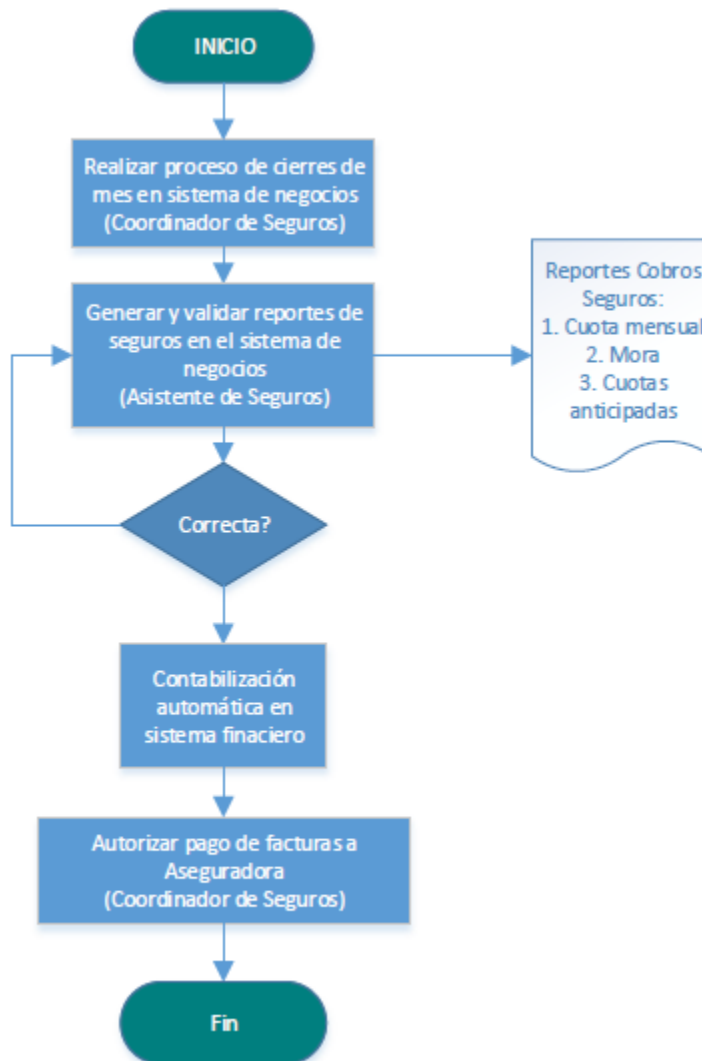 INICIO
Realizar proceso de cierres de
mes en sistema de negocios
(Coordinador de Seguros)
Generar y validar reportes de
seguros en el sistema de
negocios
(Asistente de Seguros)
Reportes Cobros
Seguros:
1. Cuota mensual
2. Mora
3. Cuotas
anticipadas
Correcta?
Contabilización
automática en
sistema finaciero
Autorizar pago de facturas a
Aseguradora
(Coordinador de Seguros)
Fin